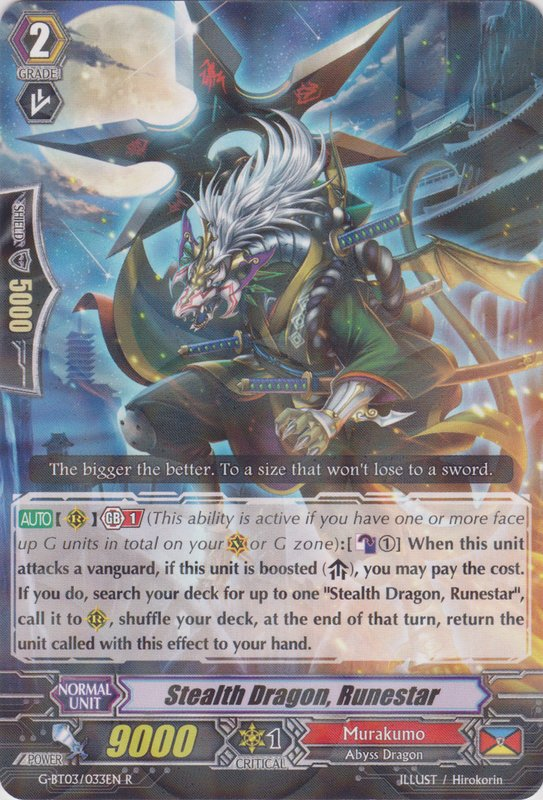 2
GRADE
SHIELD
5000
The bigger the better. To a size that won't lose to a sword.
AUTO [ R ] GB 1 (This ability is active if you have one or more face
up G units in total on your V or G zone):[ ① ] When this unit
attacks a vanguard, if this unit is boosted ( ), you may pay the cost.
If you do, search your deck for up to one "Stealth Dragon, Runestar",
call it to R, shuffle your deck, at the end of that turn, return the
unit called with this effect to your hand.
NORMAL
UNIT
Stealth Dragon, Runestar
POWER
9000
1
CRITICAL
Murakumo
Abyss Dragon
G-BT03/033EN R
ILLUST / Hirokorin